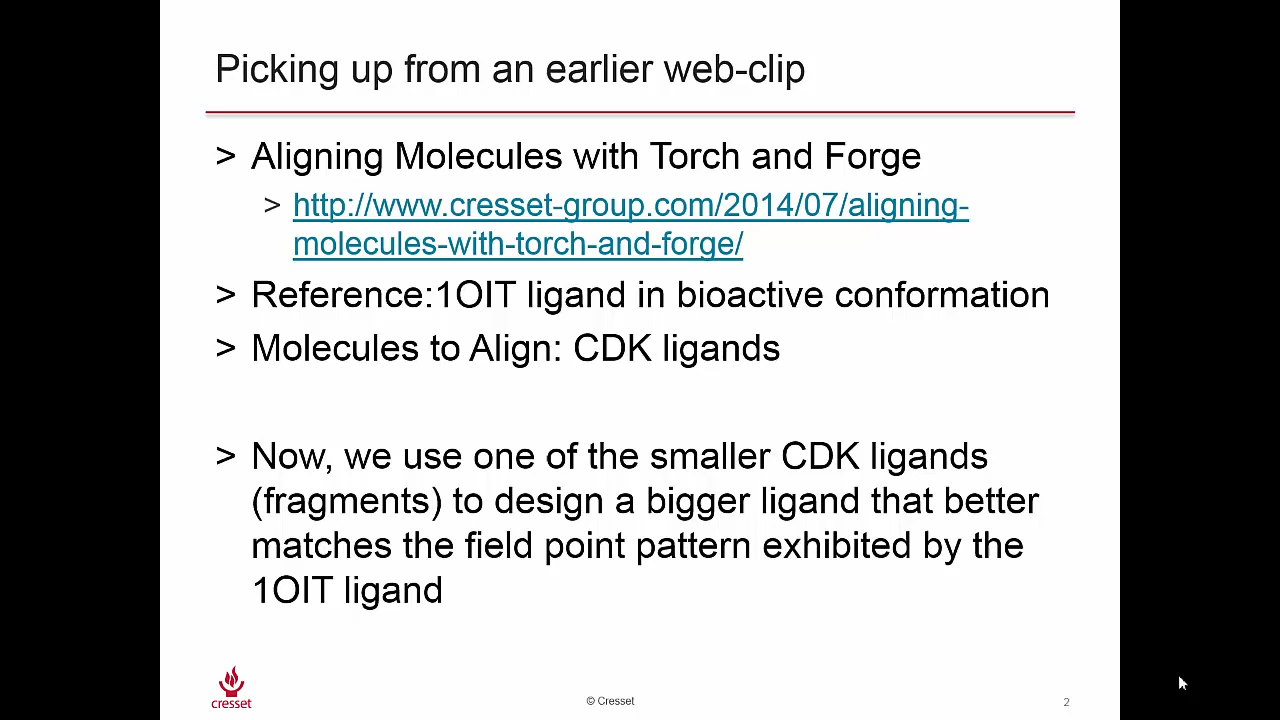 Picking up from an earlier web-clip
> Aligning Molecules with Torch and Forge
> http://www.cresset-group.com/2014/07/aligning-
molecules-with-torch-and-forge/
> Reference:1OIT ligand in bioactive conformation
> Molecules to Align: CDK ligands
> Now, we use one of the smaller CDK ligands
(fragments) to design a bigger ligand that better
matches the field point pattern exhibited by the
1OIT ligand
cresset
© Cresset
2